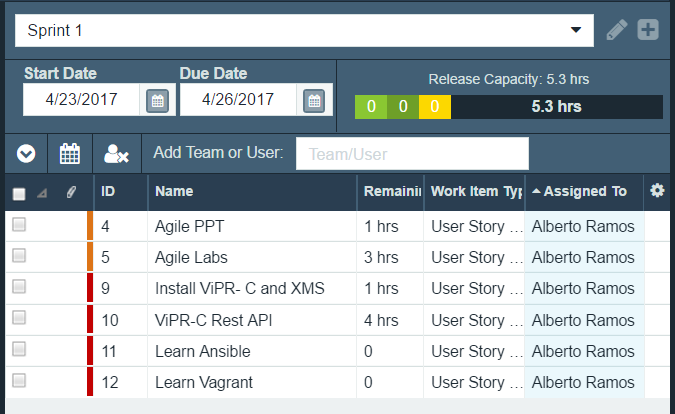 Sprint 1
Start Date Due Date
4/23/2017 4/26/2017
Release Capacity: 5.3 hrs
0 0 0 5.3 hrs
Add Team or User: Team/User
ID Name Remainin Work Item Typ Assigned To
4 Agile PPT 1 hrs User Story ... Alberto Ramos
5 Agile Labs 3 hrs User Story ... Alberto Ramos
9 Install ViPR- C and XMS 1 hrs User Story ... Alberto Ramos
10 ViPR-C Rest API 4 hrs User Story ... Alberto Ramos
11 Learn Ansible 0 User Story ... Alberto Ramos
12 Learn Vagrant 0 User Story ... Alberto Ramos